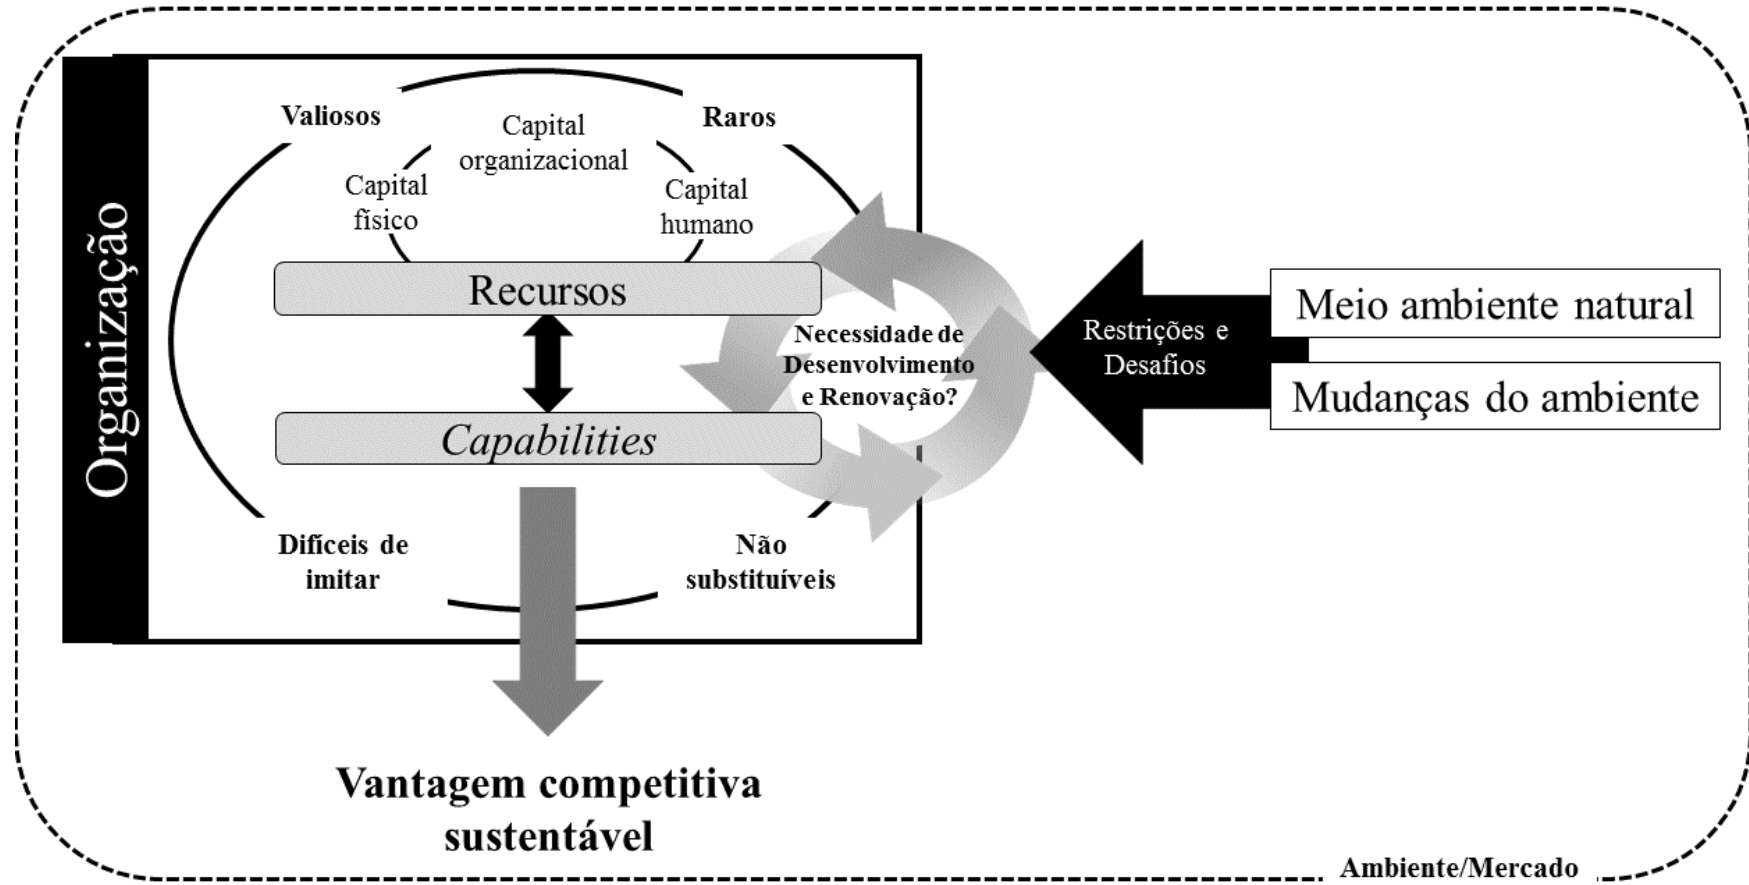 Organização
Valiosos
Raros
Capital
organizacional
Capital
físico
Capital
humano
Recursos
Capabilities
Necessidade de
Desenvolvimento
e Renovação?
Restrições e
Desafios
Meio ambiente natural
Mudanças do ambiente
Difíceis de
imitar
Não
substituíveis
Vantagem competitiva
sustentável
Ambiente/Mercado